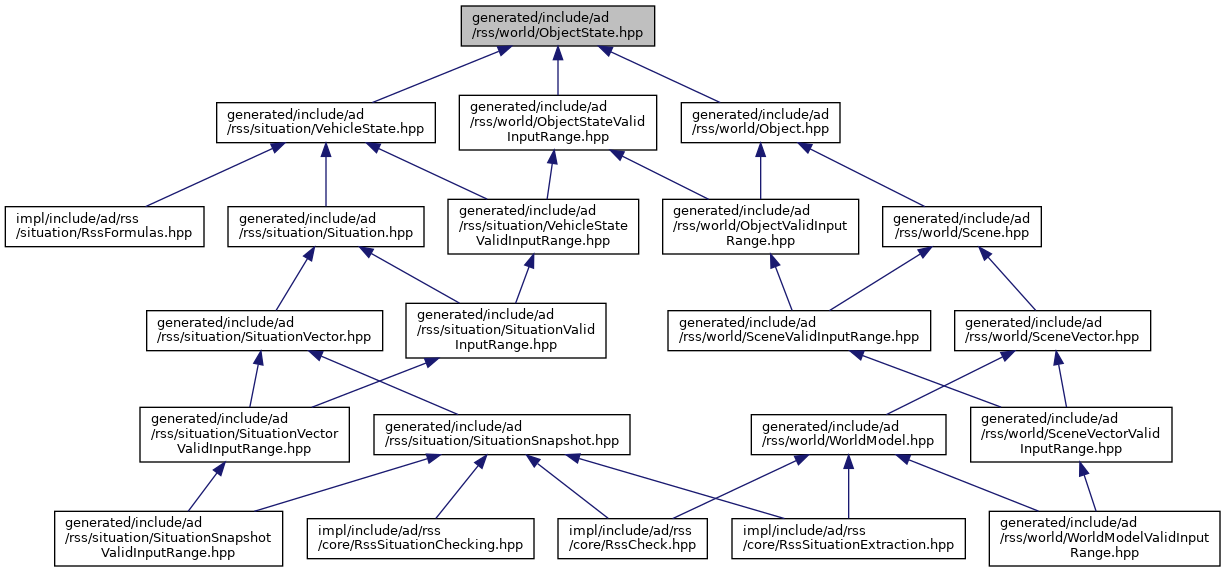 generated/include/ad
/rss/world/ObjectState.hpp
generated/include/ad
/rss/situation/VehicleState.hpp
generated/include/ad
/rss/world/ObjectStateValid
InputRange.hpp
generated/include/ad
/rss/world/Object.hpp
impl/include/ad/rss
/situation/RssFormulas.hpp
generated/include/ad
/rss/situation/Situation.hpp
generated/include/ad
/rss/situation/VehicleState
ValidInputRange.hpp
generated/include/ad
/rss/world/ObjectValidInput
Range.hpp
generated/include/ad
/rss/world/Scene.hpp
generated/include/ad
/rss/situation/SituationVector.hpp
generated/include/ad
/rss/situation/SituationValid
InputRange.hpp
generated/include/ad
/rss/world/SceneValidInputRange.hpp
generated/include/ad
/rss/world/SceneVector.hpp
generated/include/ad
/rss/situation/SituationVector
ValidInputRange.hpp
generated/include/ad
/rss/situation/SituationSnapshot.hpp
generated/include/ad
/rss/world/WorldModel.hpp
generated/include/ad
/rss/world/SceneVectorValid
InputRange.hpp
generated/include/ad
/rss/situation/SituationSnapshot
ValidInputRange.hpp
impl/include/ad/rss
/core/RssSituationChecking.hpp
impl/include/ad/rss
/core/RssCheck.hpp
impl/include/ad/rss
/core/RssSituationExtraction.hpp
generated/include/ad
/rss/world/WorldModelValidInput
Range.hpp